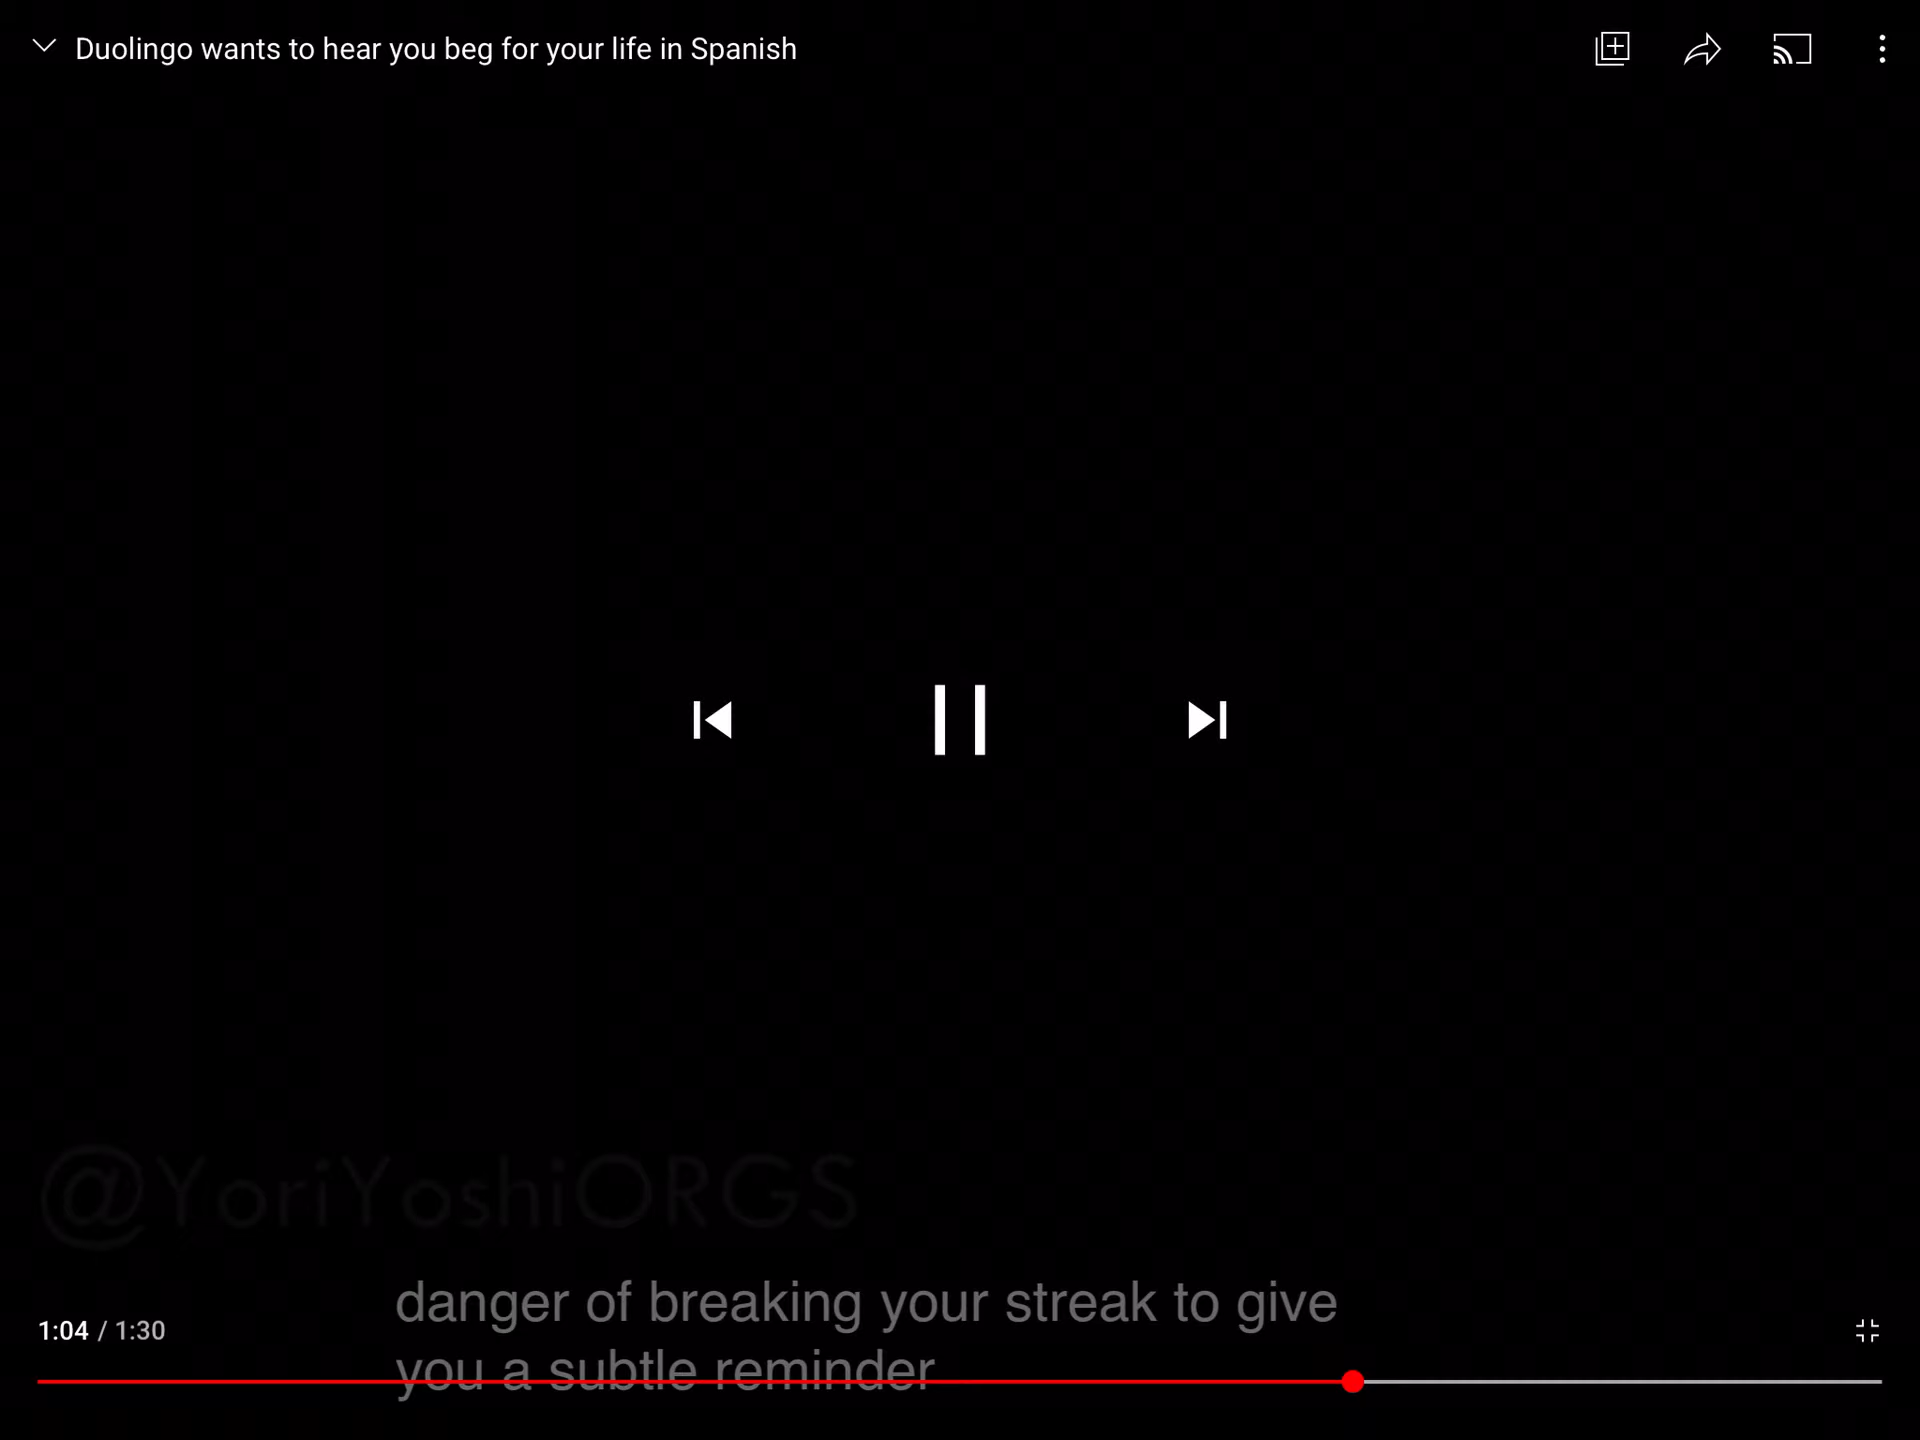 Duolingo wants to hear you beg for your life in Spanish
@YoriYoshiORGS
danger of breaking your streak to give
you a subtle reminder
1:04 / 1:30